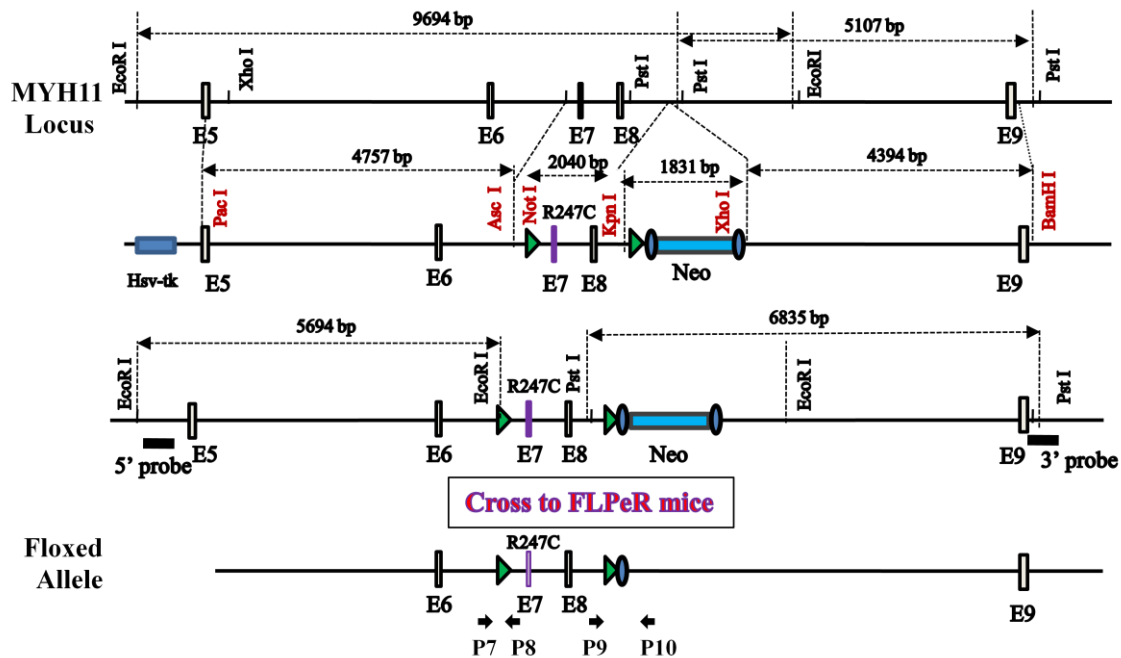 9694 bp
5107 bp
EcoR I
Xho I
Pst I
Pst I
EcoRI
Pst I
MYH11
Locus
E5
E6
E7
E8
E9
4757 bp
2040 bp
1831 bp
4394 bp
Pac I
Asc I
Not I
R247C
Kpn I
Xho I
BamH I
Hsv-tk
E5
E6
E7
E8
Neo
E9
5694 bp
6835 bp
EcoR I
EcoR I
R247C
Pst I
EcoR I
Pst I
5' probe
E5
E6
E7
E8
Neo
E9
3' probe
Cross to FLPeR mice
Floxed
Allele
R247C
E6
E7
E8
E9
P7
P8
P9
P10